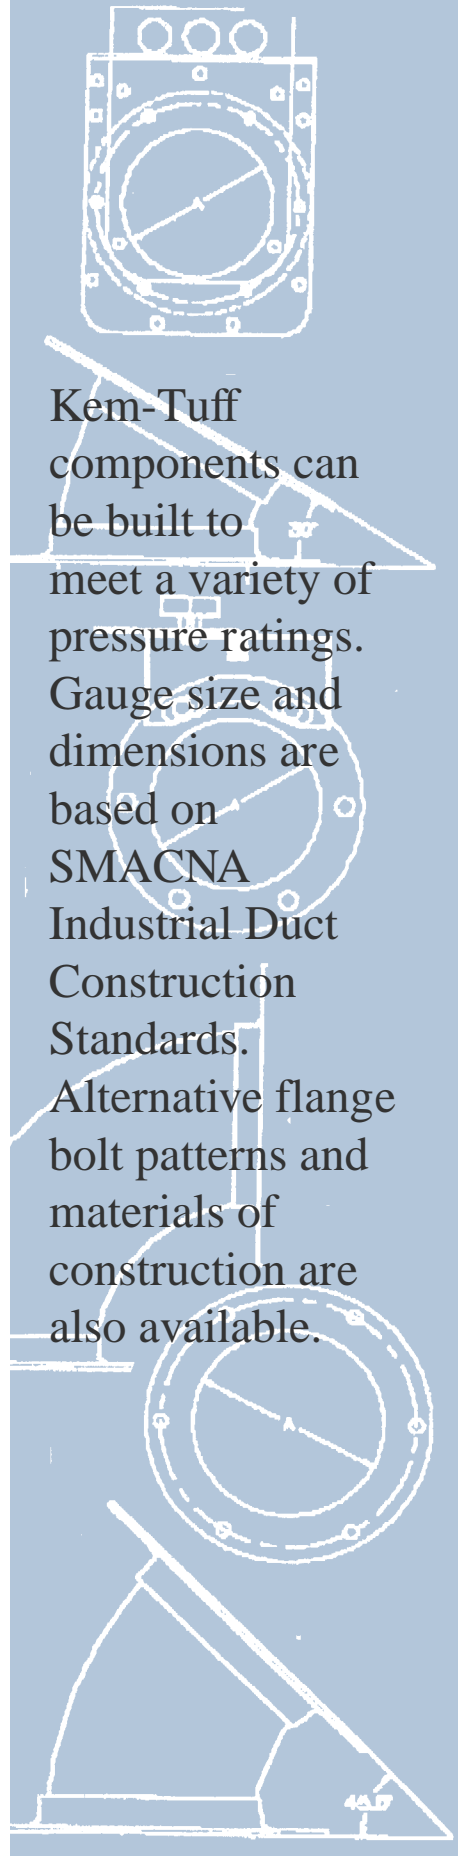 A
Kem-Tuff
components can
be built to
30°
meet a variety of
pressure ratings.
Gauge size and
dimensions are
A
based on
SMACNA
Industrial Duct
Construction
Standards.
Alternative flange
bolt patterns and
materials of
construction are
also available.
A